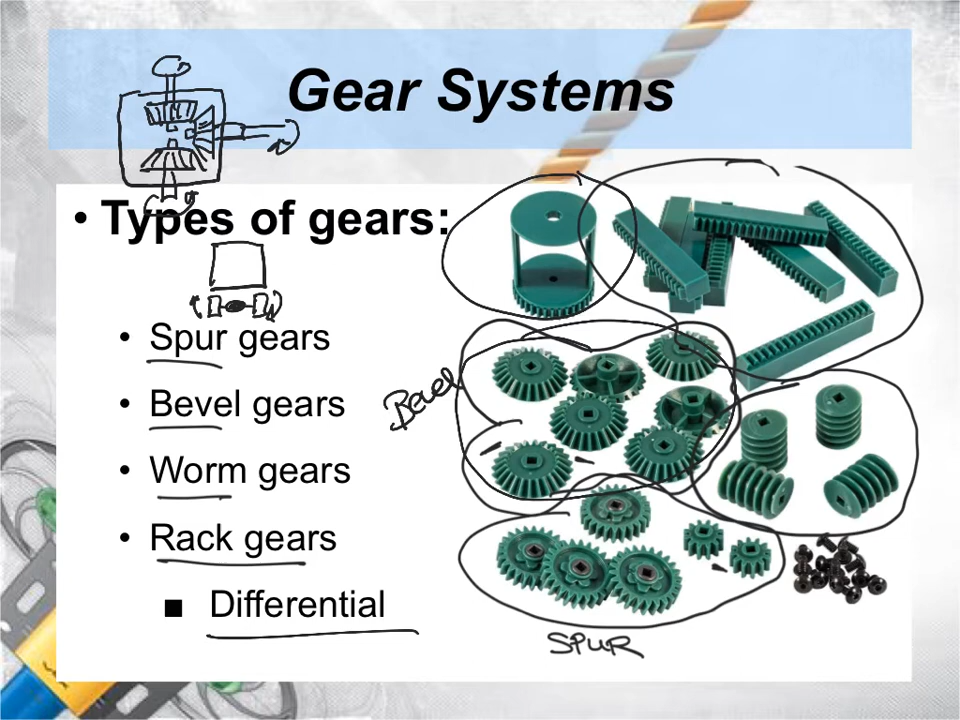 Gear Systems
• Types of gears:
• Spur gears
• Bevel gears
• Worm gears
• Rack gears
■ Differential
Bevel
SPUR